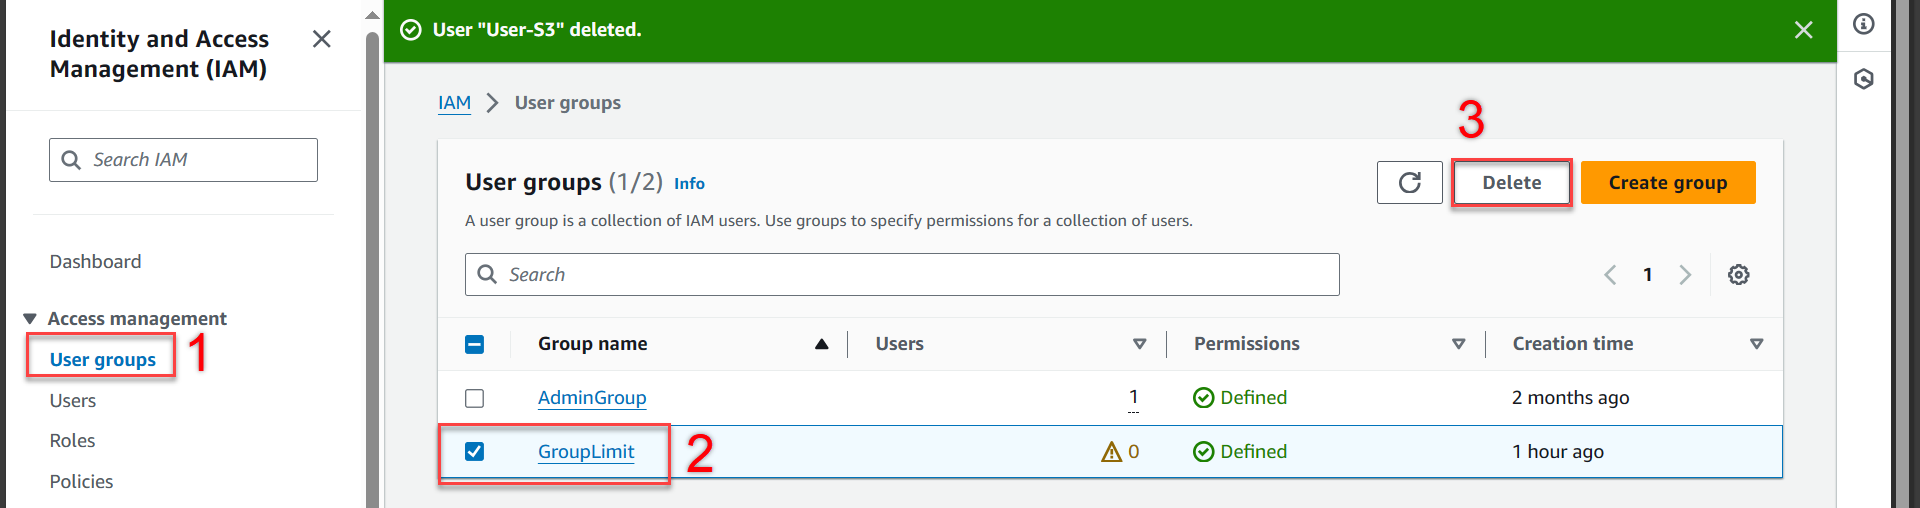 Identity and Access
Management (IAM)
Search IAM
Dashboard
Access management
User groups
1
Users
Roles
Policies
User "User-S3" deleted.
IAM
User groups
3
User groups (1/2) Info
Delete
Create group
A user group is a collection of IAM users. Use groups to specify permissions for a collection of users.
Search
1
Group name
Users
Permissions
Creation time
AdminGroup
1
Defined
2 months ago
GroupLimit
2
0
Defined
1 hour ago